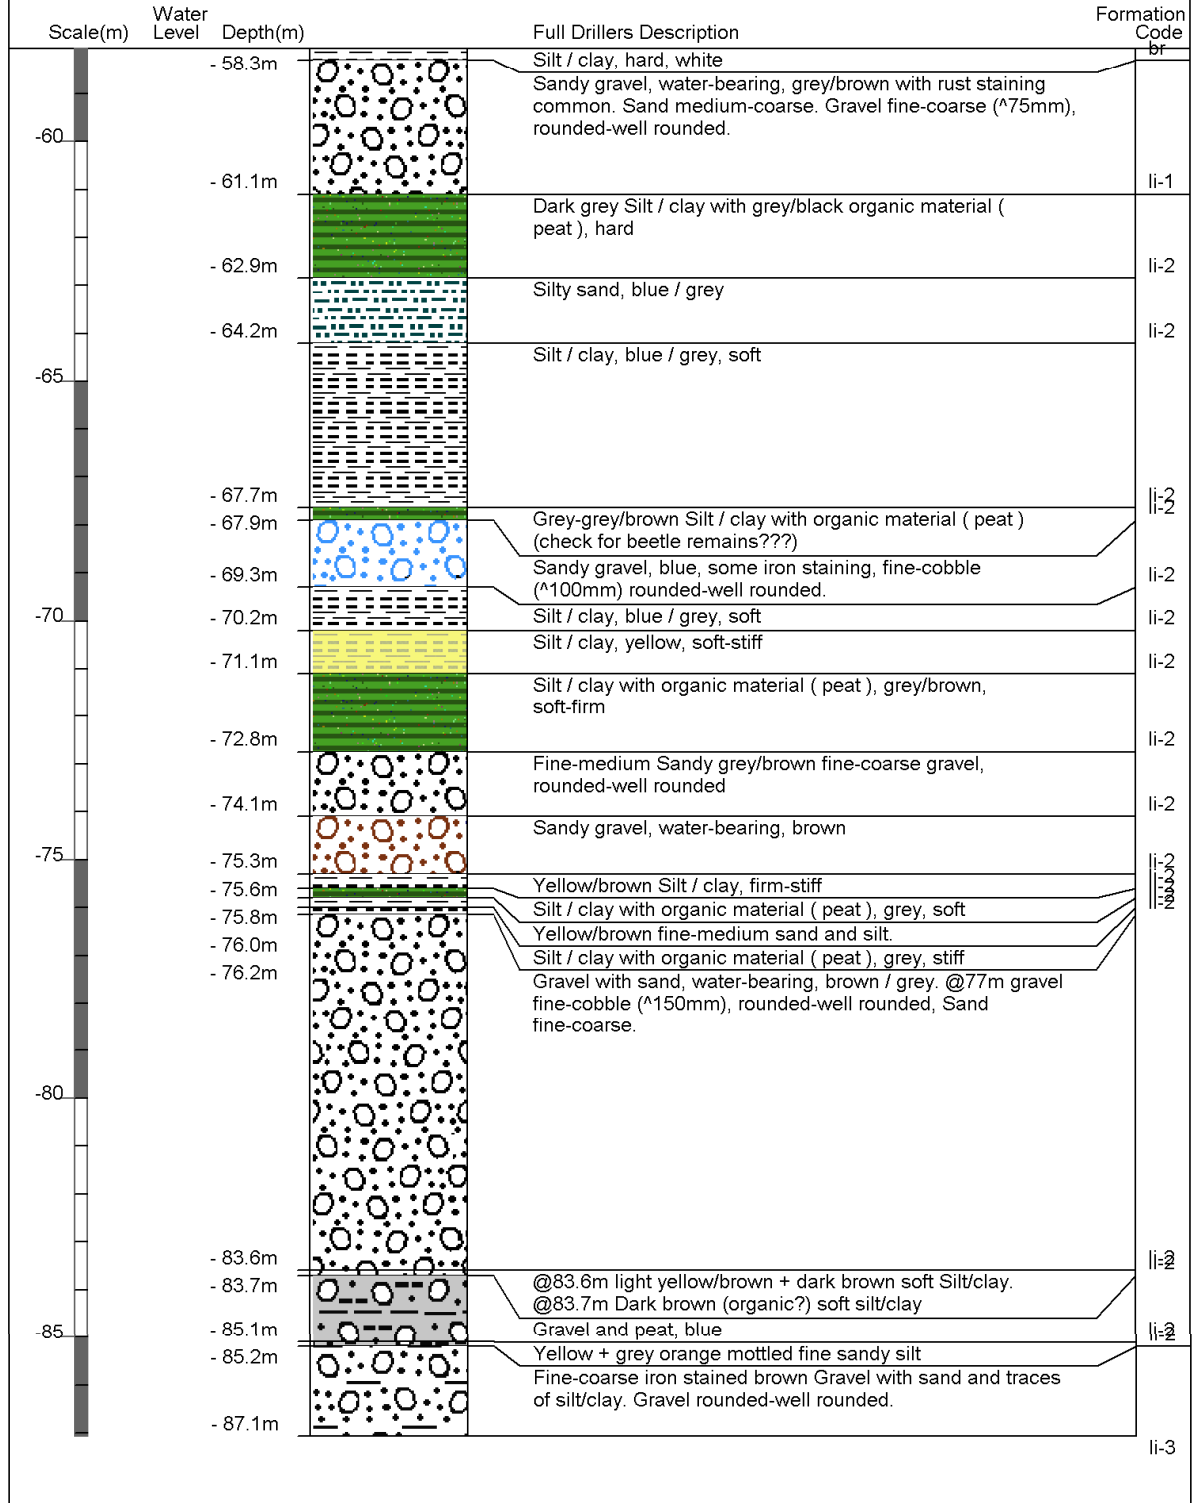 Scale(m) Water Level Depth(m) Full Drillers Description Formation Code
br
- 58.3m Silt / clay, hard, white
Sandy gravel, water-bearing, grey/brown with rust staining
common. Sand medium-coarse. Gravel fine-coarse (^75mm),
-60 rounded-well rounded.
- 61.1m li-1
Dark grey Silt / clay with grey/black organic material (
peat ), hard
- 62.9m li-2
Silty sand, blue / grey
- 64.2m li-2
Silt / clay, blue / grey, soft
-65
- 67.7m li-2
li-2
- 67.9m Grey-grey/brown Silt / clay with organic material ( peat )
(check for beetle remains???)
Sandy gravel, blue, some iron staining, fine-cobble
- 69.3m li-2
(^100mm) rounded-well rounded.
-70 - 70.2m Silt / clay, blue / grey, soft li-2
Silt / clay, yellow, soft-stiff
- 71.1m li-2
Silt / clay with organic material ( peat ), grey/brown,
soft-firm
- 72.8m li-2
Fine-medium Sandy grey/brown fine-coarse gravel,
rounded-well rounded
- 74.1m li-2
Sandy gravel, water-bearing, brown
-75 - 75.3m li-2
- 75.6m Yellow/brown Silt / clay, firm-stiff
- 75.8m Silt / clay with organic material ( peat ), grey, soft li-2
- 76.0m Yellow/brown fine-medium sand and silt.
Silt / clay with organic material ( peat ), grey, stiff
- 76.2m Gravel with sand, water-bearing, brown / grey. @77m gravel
fine-cobble (^150mm), rounded-well rounded, Sand
fine-coarse.
-80
- 83.6m li-2
- 83.7m @83.6m light yellow/brown + dark brown soft Silt/clay.
@83.7m Dark brown (organic?) soft silt/clay
-85 - 85.1m Gravel and peat, blue li-2
- 85.2m Yellow + grey orange mottled fine sandy silt
Fine-coarse iron stained brown Gravel with sand and traces
of silt/clay. Gravel rounded-well rounded.
- 87.1m
li-3